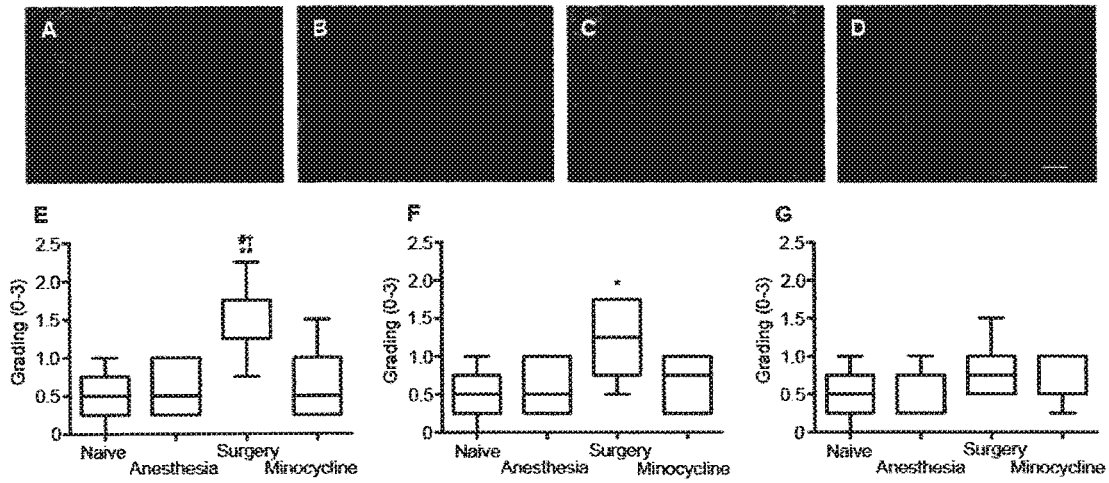 A B C D
E
2.5
2.0
1.5
1.0
0.5
0
Grading (0-3)
Naive
Anesthesia
Surgery
Minocycline
F
2.5
2.0
1.5
1.0
0.5
0
Grading (0-3)
*
Naive
Anesthesia
Surgery
Minocycline
G
2.5
2.0
1.5
1.0
0.5
0
Grading (0-3)
Naive
Anesthesia
Surgery
Minocycline